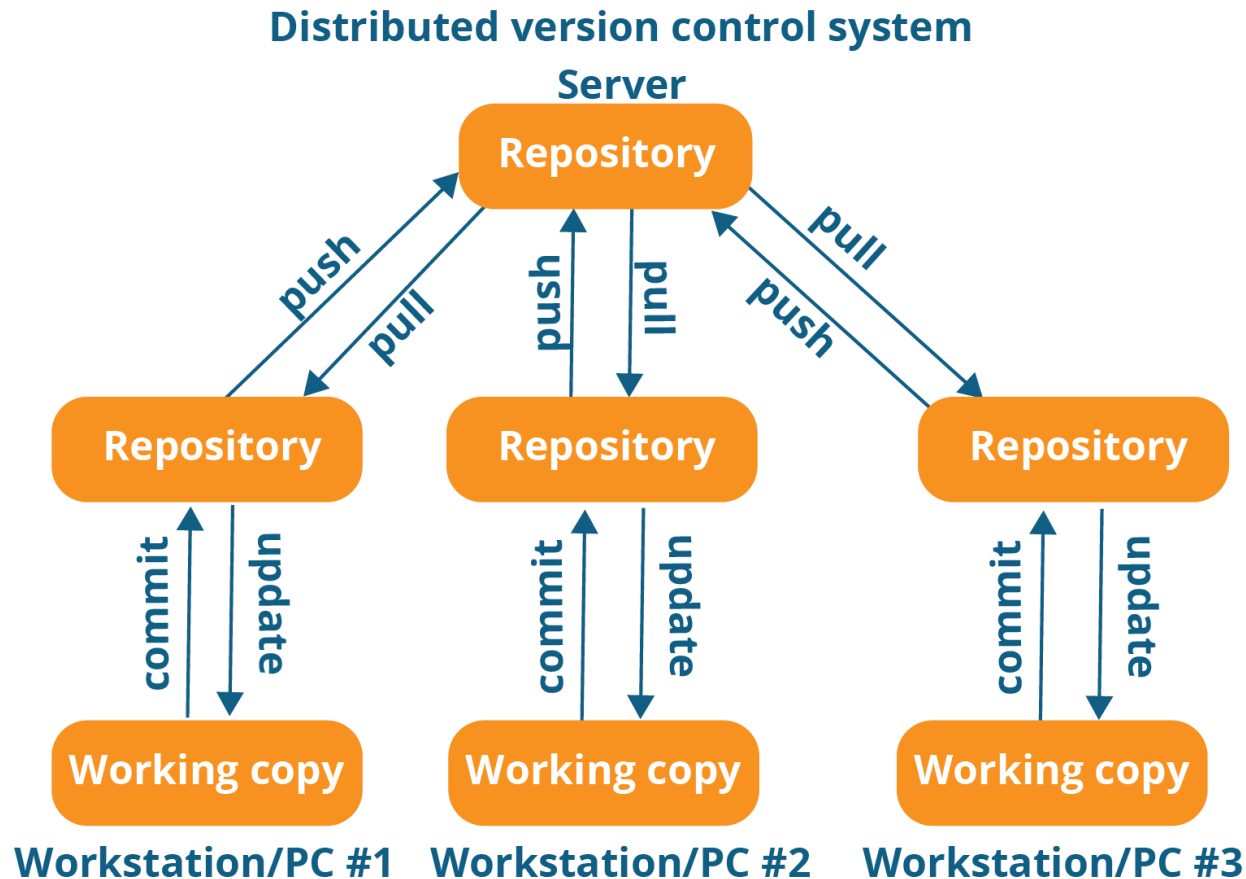 Distributed version control system
Server
Repository
push
pull
push
pull
push
pull
Repository
Repository
Repository
commit
update
commit
update
commit
update
Working copy
Working copy
Working copy
Workstation/PC #1
Workstation/PC #2
Workstation/PC #3